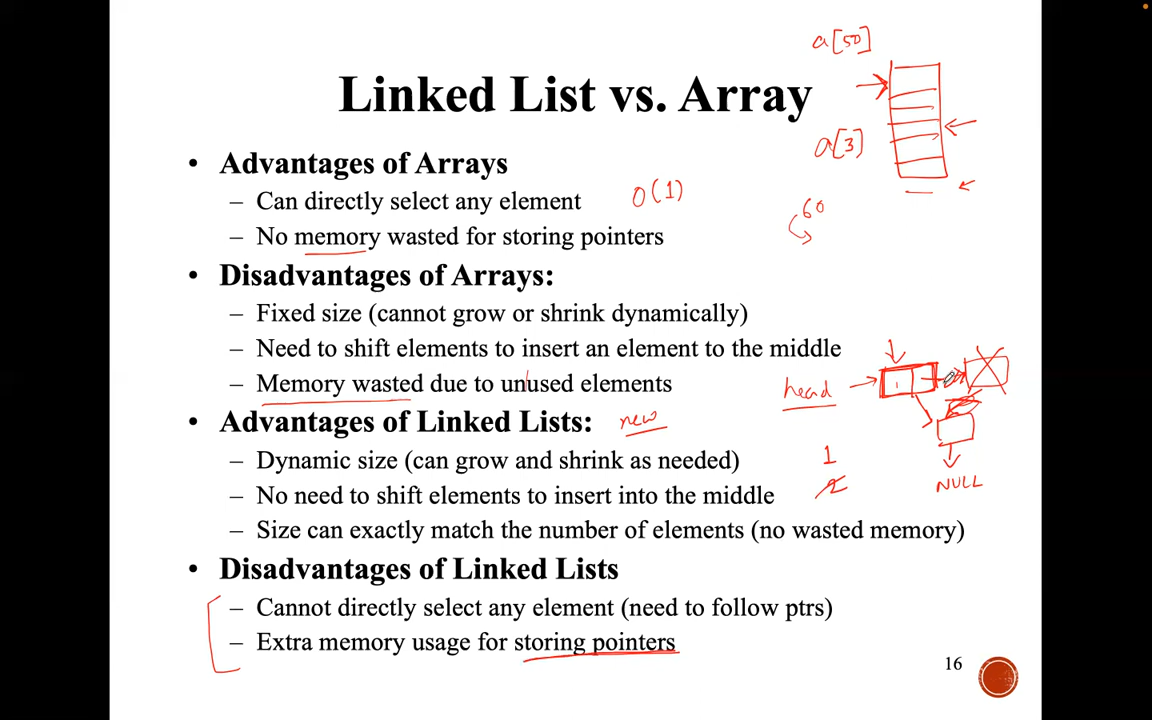 a[50]
Linked List vs. Array
a[3]
• Advantages of Arrays
– Can directly select any element
O(1)
60
– No memory wasted for storing pointers
• Disadvantages of Arrays:
– Fixed size (cannot grow or shrink dynamically)
– Need to shift elements to insert an element to the middle
– Memory wasted due to unused elements
head
1
• Advantages of Linked Lists:
new
– Dynamic size (can grow and shrink as needed)
1
– No need to shift elements to insert into the middle
2
NULL
– Size can exactly match the number of elements (no wasted memory)
• Disadvantages of Linked Lists
– Cannot directly select any element (need to follow ptrs)
– Extra memory usage for storing pointers
16